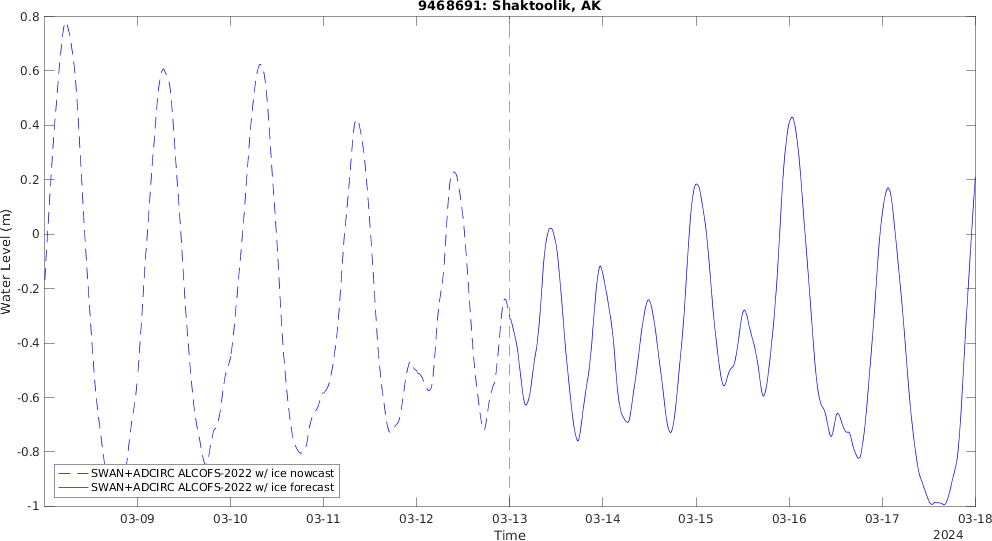 9468691: Shaktoolik, AK
0.8
0.6
0.4
0.2
0
-0.2
-0.4
-0.6
-0.8
-1
Water Level (m)
SWAN+ADCIRC ALCOFS-2022 w/ ice nowcast
SWAN+ADCIRC ALCOFS-2022 w/ ice forecast
03-09 03-10 03-11 03-12 03-13 03-14 03-15 03-16 03-17 03-18
Time
2024